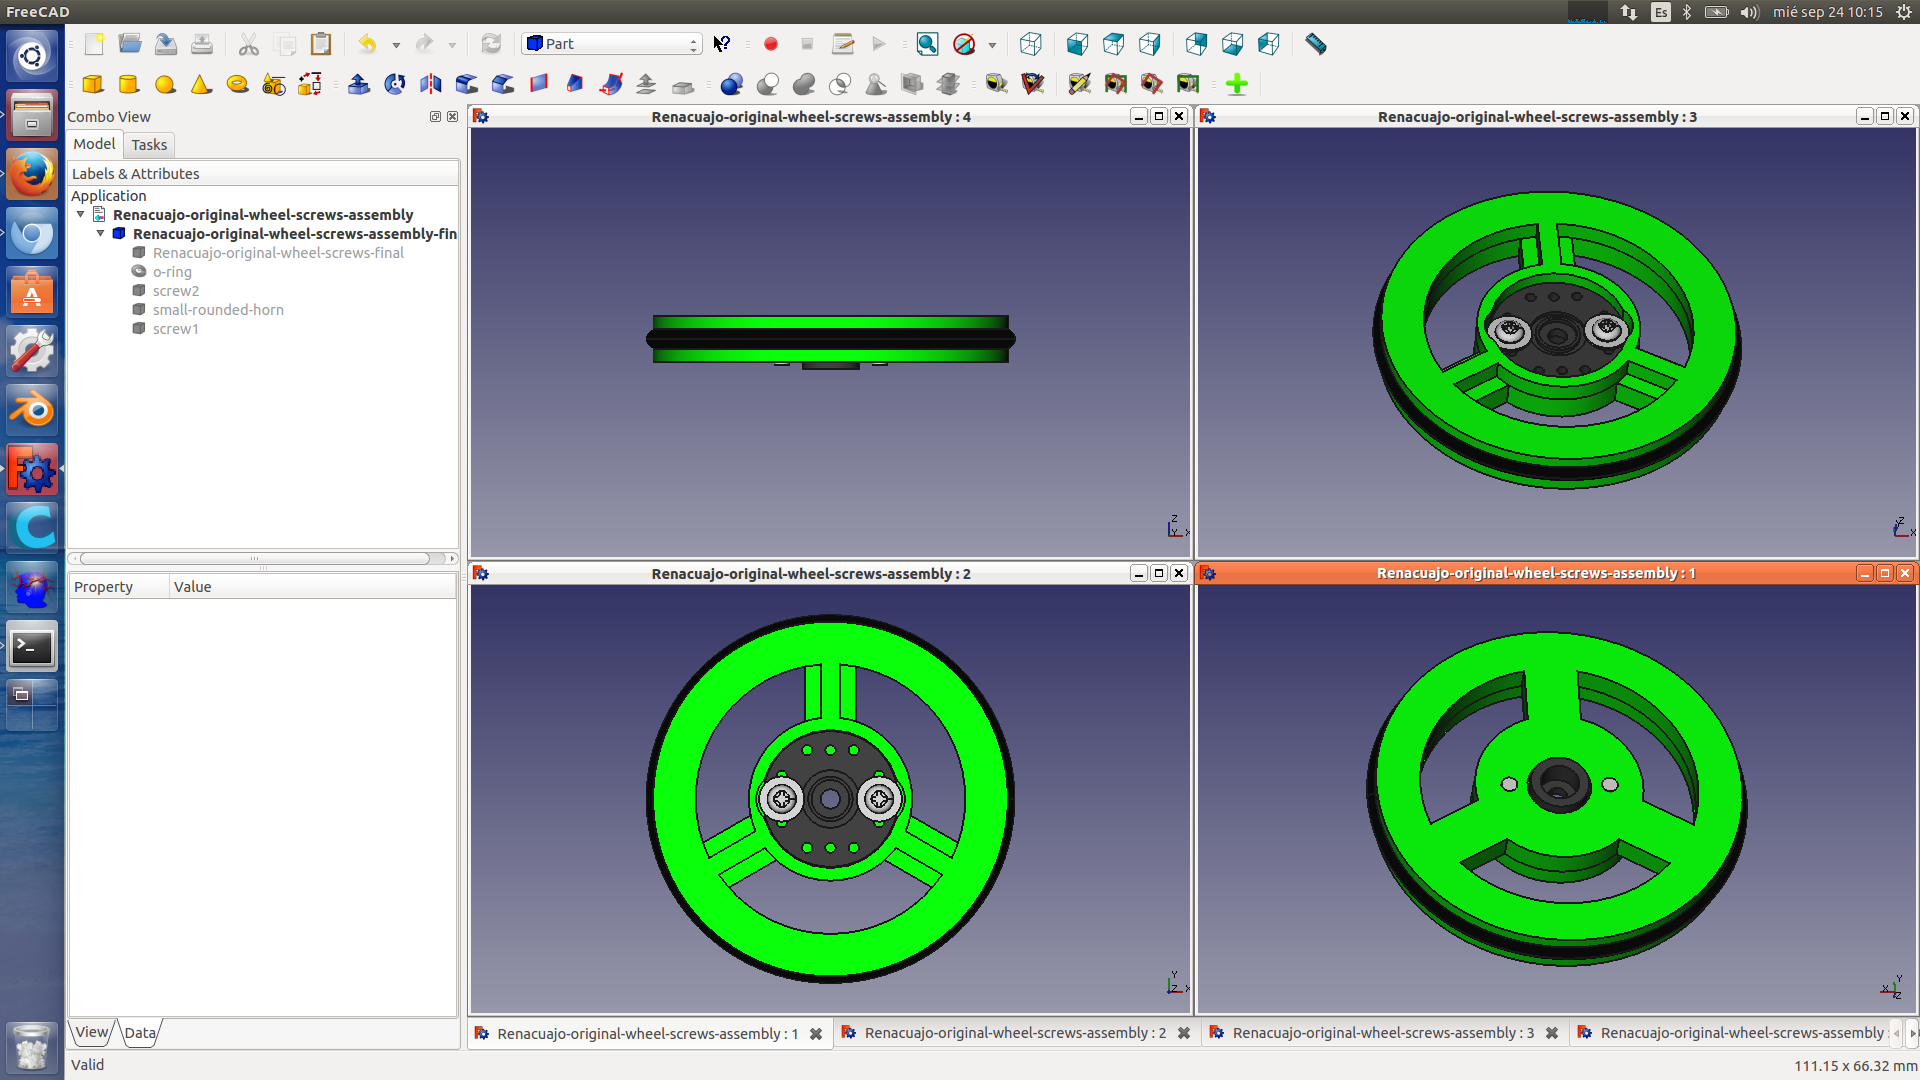 FreeCAD
Es
mié sep 24 10:15
Part
Combo View
Model
Tasks
Labels & Attributes
Application
Renacuajo-original-wheel-screws-assembly
Renacuajo-original-wheel-screws-assembly-fin
Renacuajo-original-wheel-screws-final
o-ring
screw2
small-rounded-horn
screw1
Property
Value
View
Data
Renacuajo-original-wheel-screws-assembly : 4
Z
Y
X
Renacuajo-original-wheel-screws-assembly : 3
Z
X
Renacuajo-original-wheel-screws-assembly : 2
Y
Z
X
Renacuajo-original-wheel-screws-assembly : 1
Y
X
Z
Renacuajo-original-wheel-screws-assembly : 1
Renacuajo-original-wheel-screws-assembly : 2
Renacuajo-original-wheel-screws-assembly : 3
Renacuajo-original-wheel-screws-assembly :
Valid
111.15 x 66.32 mm